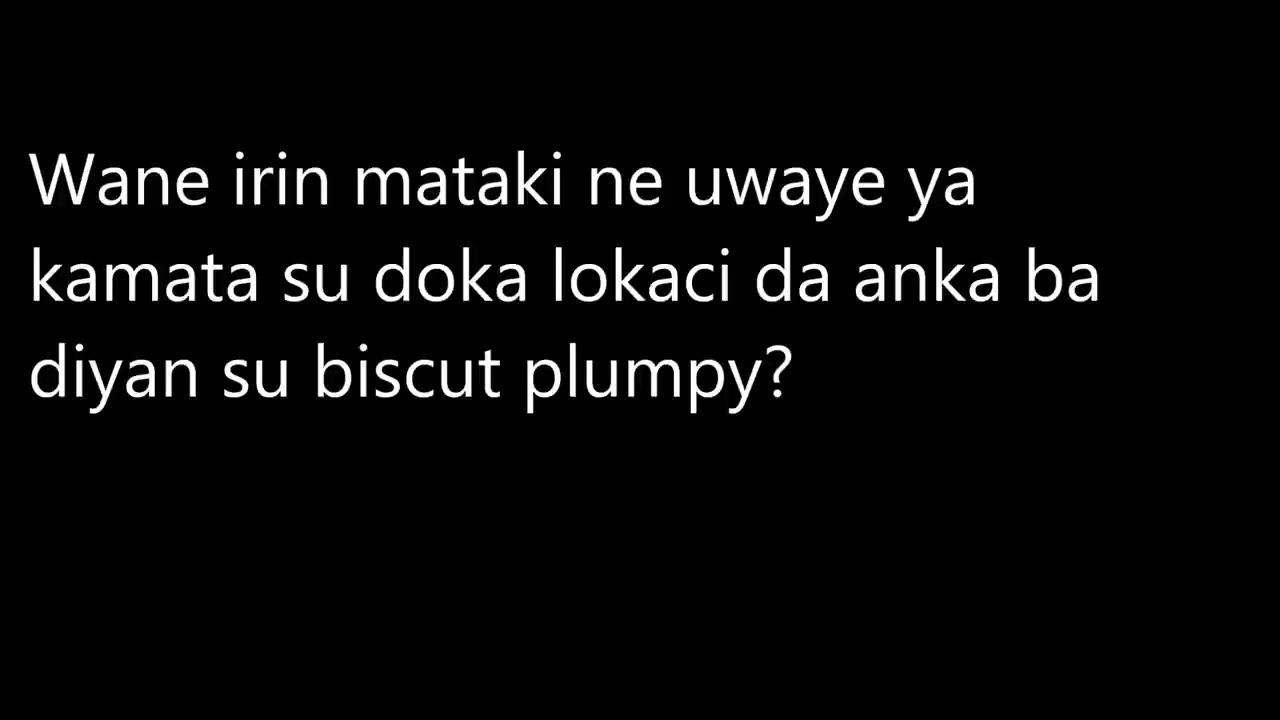 Wane irin mataki ne uwaye ya
kamata su doka lokaci da anka ba
diyan su biscut plumpy?